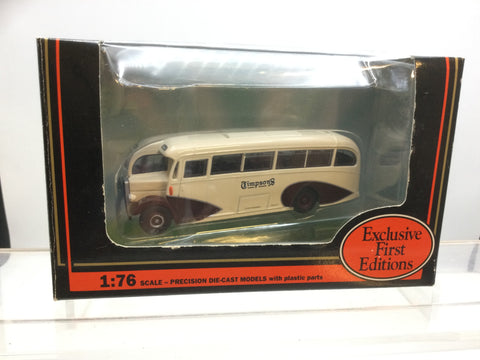 Timpsons
Exclusive
First
Editions
1:76 SCALE – PRECISION DIE-CAST MODELS with plastic parts